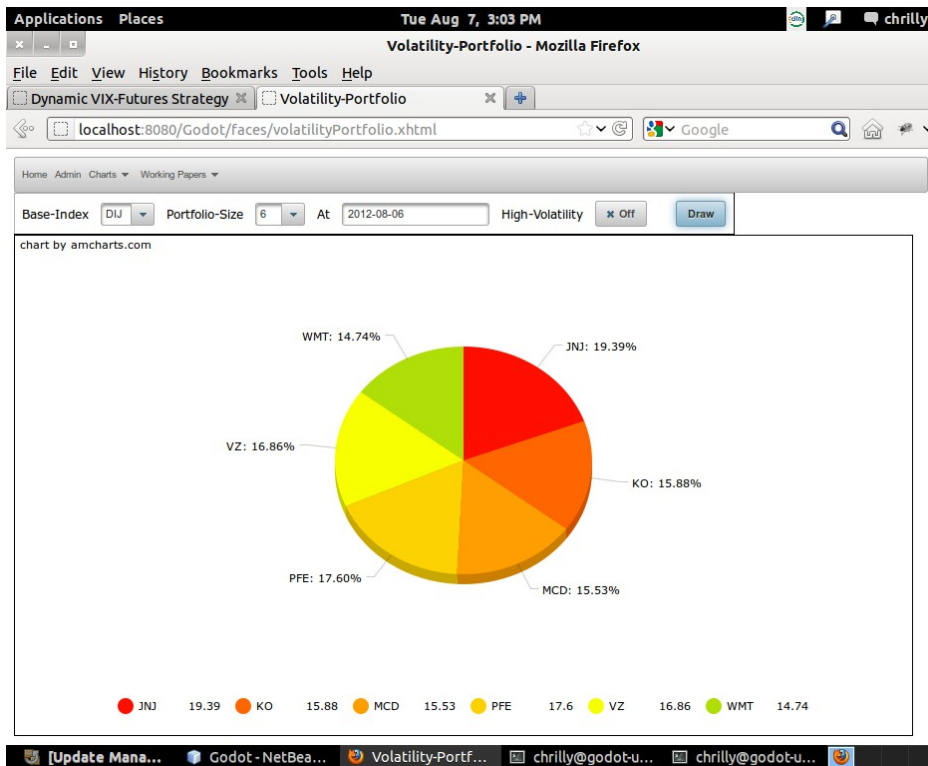 Applications Places Tue Aug 7, 3:03 PM chrilly
Volatility-Portfolio - Mozilla Firefox
File Edit View History Bookmarks Tools Help
Dynamic VIX-Futures Strategy Volatility-Portfolio
localhost:8080/Godot/faces/volatilityPortfolio.xhtml Google
Home Admin Charts Working Papers
Base-Index DIJ Portfolio-Size 6 At 2012-08-06 High-Volatility Off Draw
chart by amcharts.com
WMT: 14.74%
JNJ: 19.39%
VZ: 16.86%
KO: 15.88%
PFE: 17.60%
MCD: 15.53%
JNJ 19.39 KO 15.88 MCD 15.53 PFE 17.6 VZ 16.86 WMT 14.74
[Update Mana... Godot - NetBea... Volatility-Portf... chrilly@godot-u... chrilly@godot-u...